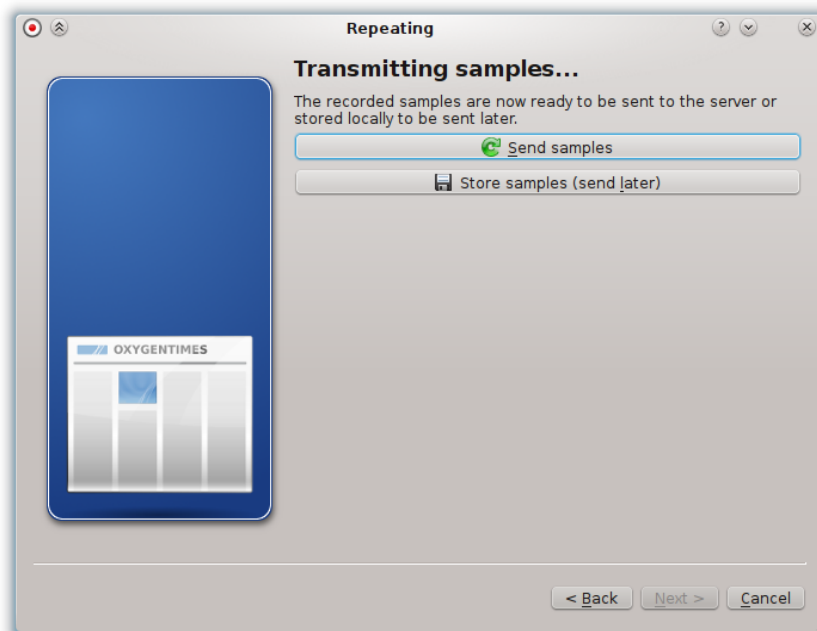 Repeating
Transmitting samples...
The recorded samples are now ready to be sent to the server or
stored locally to be sent later.
Send samples
Store samples (send later)
OXYGENTIMES
< Back
Next >
Cancel